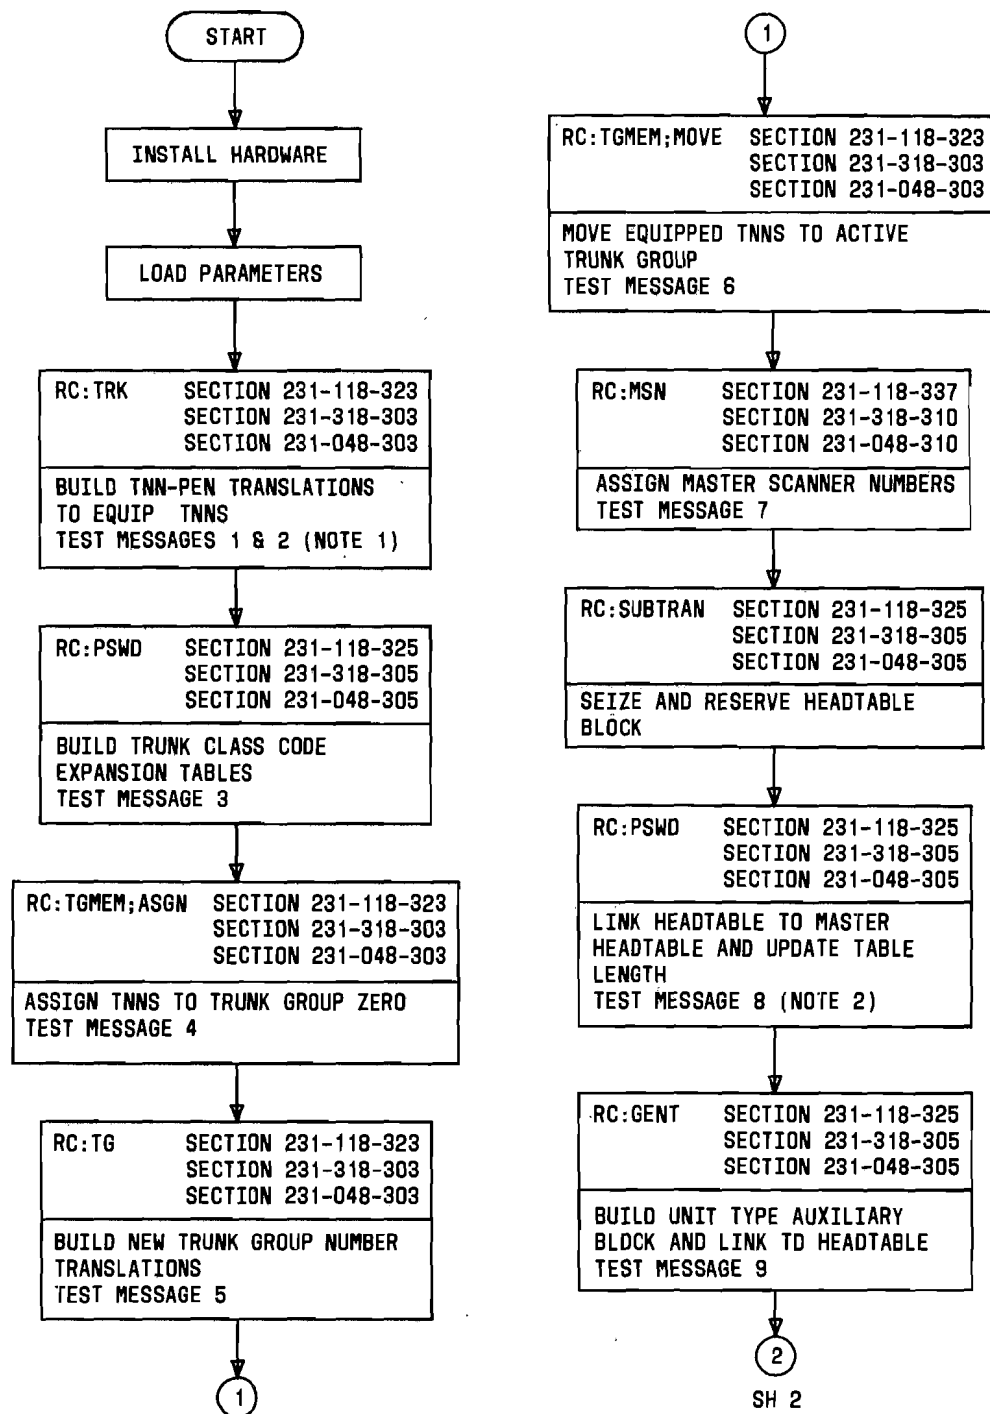 START
INSTALL HARDWARE
LOAD PARAMETERS
RC:TRK SECTION 231-118-323
SECTION 231-318-303
SECTION 231-048-303
BUILD TNN-PEN TRANSLATIONS
TO EQUIP TNNS
TEST MESSAGES 1 & 2 (NOTE 1)
RC:PSWD SECTION 231-118-325
SECTION 231-318-305
SECTION 231-048-305
BUILD TRUNK CLASS CODE
EXPANSION TABLES
TEST MESSAGE 3
RC:TGMEM;ASGN SECTION 231-118-323
SECTION 231-318-303
SECTION 231-048-303
ASSIGN TNNS TO TRUNK GROUP ZERO
TEST MESSAGE 4
RC:TG SECTION 231-118-323
SECTION 231-318-303
SECTION 231-048-303
BUILD NEW TRUNK GROUP NUMBER
TRANSLATIONS
TEST MESSAGE 5
1
1
RC:TGMEM;MOVE SECTION 231-118-323
SECTION 231-318-303
SECTION 231-048-303
MOVE EQUIPPED TNNS TO ACTIVE
TRUNK GROUP
TEST MESSAGE 6
RC:MSN SECTION 231-118-337
SECTION 231-318-310
SECTION 231-048-310
ASSIGN MASTER SCANNER NUMBERS
TEST MESSAGE 7
RC:SUBTRAN SECTION 231-118-325
SECTION 231-318-305
SECTION 231-048-305
SEIZE AND RESERVE HEADTABLE
BLOCK
RC:PSWD SECTION 231-118-325
SECTION 231-318-305
SECTION 231-048-305
LINK HEADTABLE TO MASTER
HEADTABLE AND UPDATE TABLE
LENGTH
TEST MESSAGE 8 (NOTE 2)
RC:GENT SECTION 231-118-325
SECTION 231-318-305
SECTION 231-048-305
BUILD UNIT TYPE AUXILIARY
BLOCK AND LINK TO HEADTABLE
TEST MESSAGE 9
2
SH 2